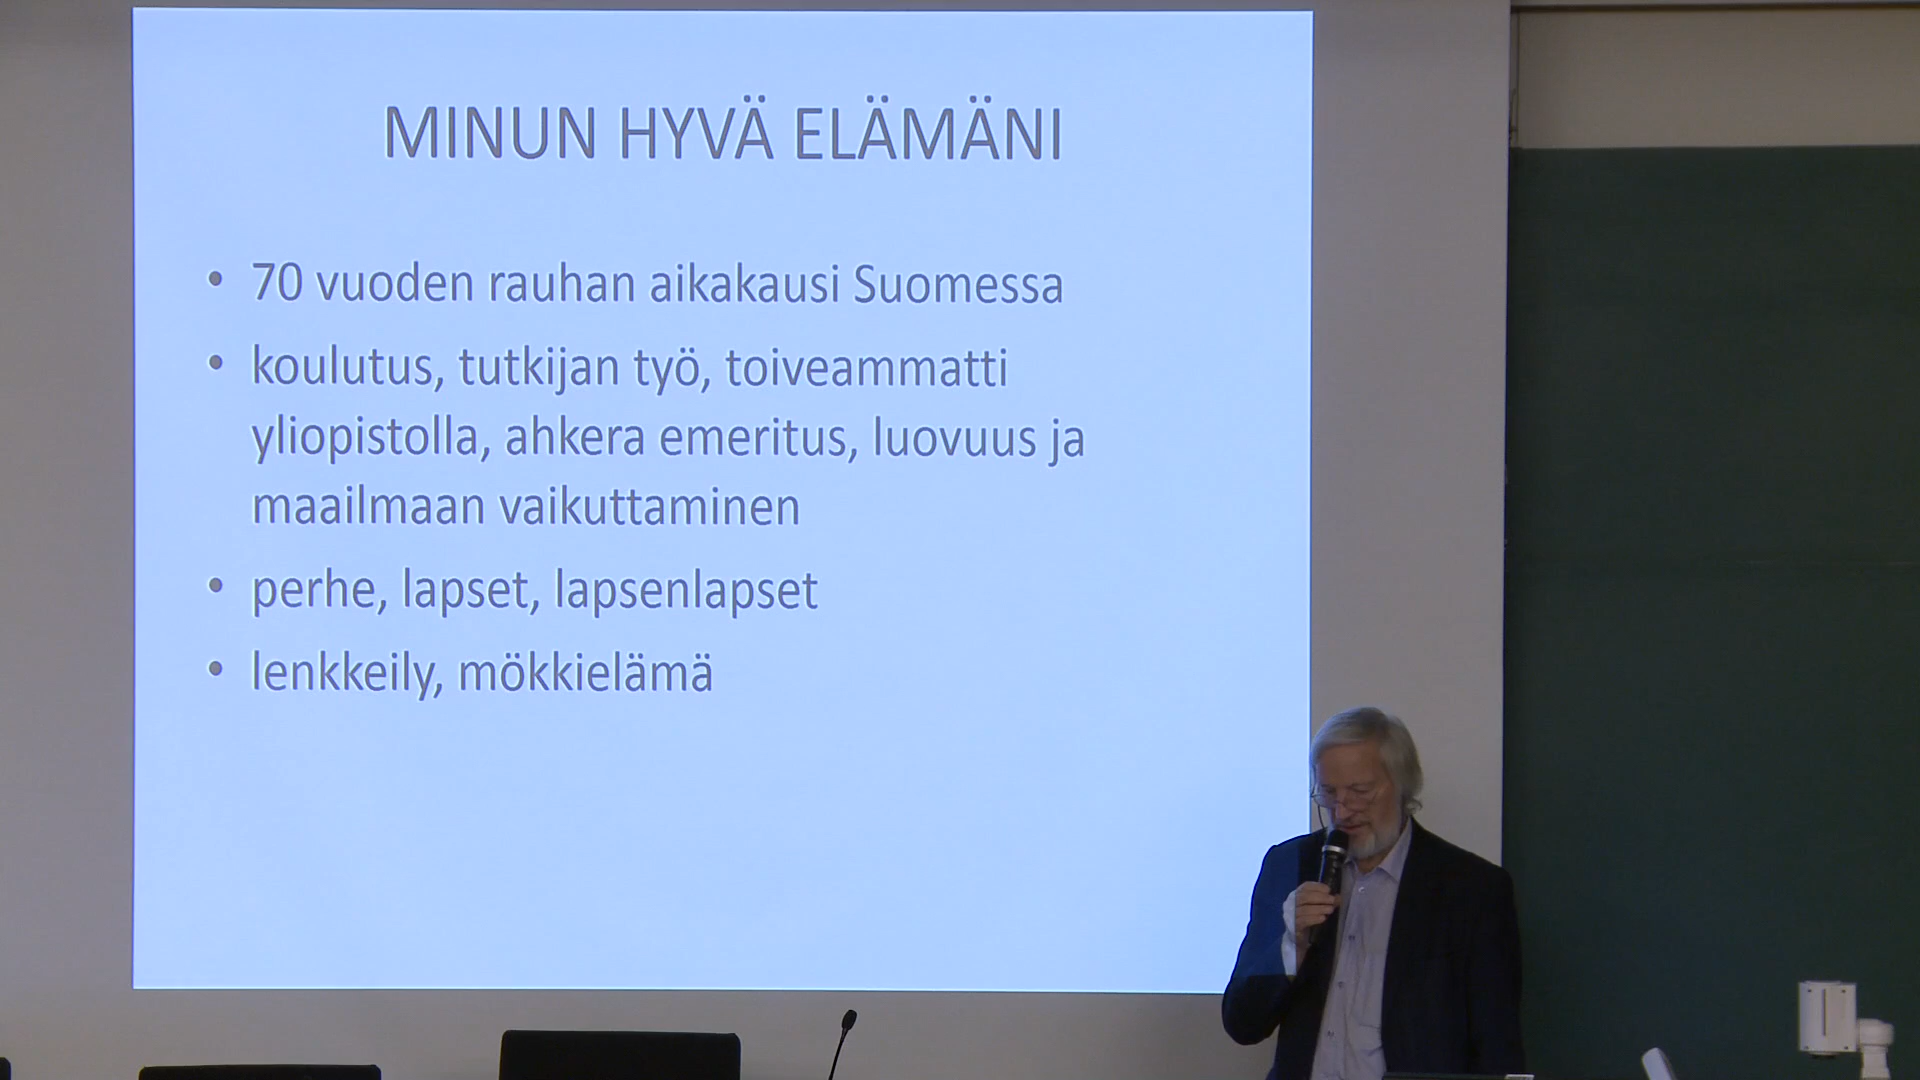 MINUN HYVÄ ELÄMÄNI
• 70 vuoden rauhan aikakausi Suomessa
• koulutus, tutkijan työ, toiveammatti
yliopistolla, ahkera emeritus, luovuus ja
maailmaan vaikuttaminen
• perhe, lapset, lapsenlapset
• lenkkeily, mökkielämä